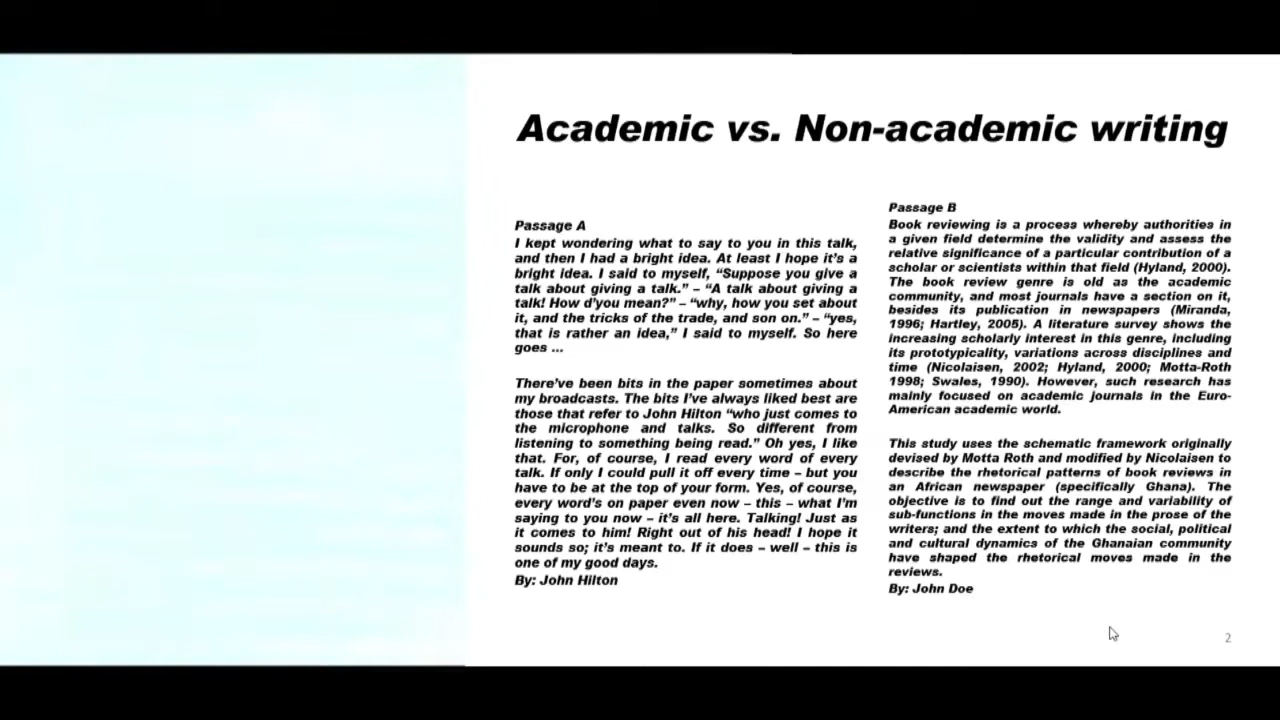 Academic vs. Non-academic writing
Passage A
I kept wondering what to say to you in this talk,
and then I had a bright idea. At least I hope it's a
bright idea. I said to myself, “Suppose you give a
talk about giving a talk.” – “A talk about giving a
talk! How d'you mean?” – “why, how you set about
it, and the tricks of the trade, and son on.” – “yes,
that is rather an idea,” I said to myself. So here
goes ...
There've been bits in the paper sometimes about
my broadcasts. The bits I've always liked best are
those that refer to John Hilton “who just comes to
the microphone and talks. So different from
listening to something being read.” Oh yes, I like
that. For, of course, I read every word of every
talk. If only I could pull it off every time – but you
have to be at the top of your form. Yes, of course,
every word's on paper even now – this – what I'm
saying to you now – it's all here. Talking! Just as
it comes to him! Right out of his head! I hope it
sounds so; it's meant to. If it does – well – this is
one of my good days.
By: John Hilton
Passage B
Book reviewing is a process whereby authorities in
a given field determine the validity and assess the
relative significance of a particular contribution of a
scholar or scientists within that field (Hyland, 2000).
The book review genre is old as the academic
community, and most journals have a section on it,
besides its publication in newspapers (Miranda,
1996; Hartley, 2005). A literature survey shows the
increasing scholarly interest in this genre, including
its prototypicality, variations across disciplines and
time (Nicolaisen, 2002; Hyland, 2000; Motta-Roth
1998; Swales, 1990). However, such research has
mainly focused on academic journals in the Euro-
American academic world.
This study uses the schematic framework originally
devised by Motta Roth and modified by Nicolaisen to
describe the rhetorical patterns of book reviews in
an African newspaper (specifically Ghana). The
objective is to find out the range and variability of
sub-functions in the moves made in the prose of the
writers; and the extent to which the social, political
and cultural dynamics of the Ghanaian community
have shaped the rhetorical moves made in the
reviews.
By: John Doe
2